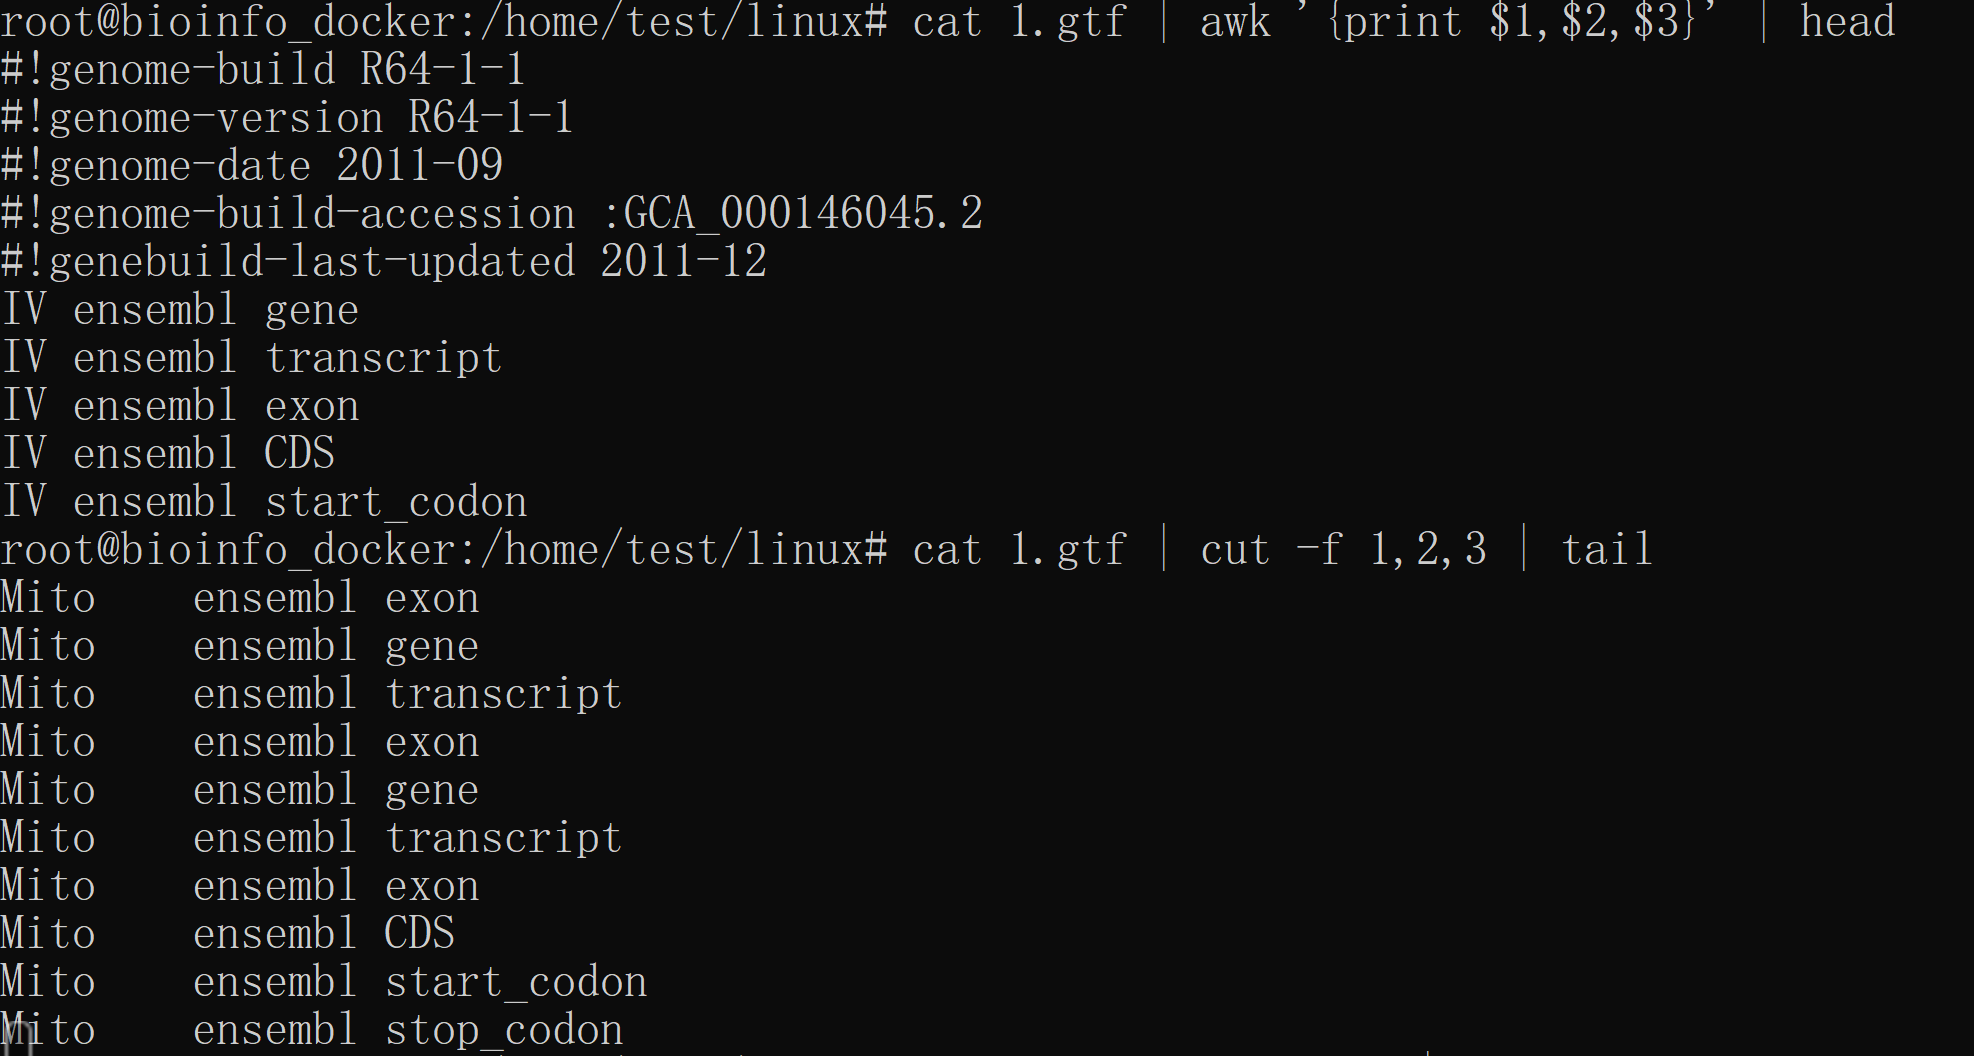 root@bioinfo_docker:/home/test/linux# cat 1.gtf | awk '{print $1,$2,$3}' | head
#!genome-build R64-1-1
#!genome-version R64-1-1
#!genome-date 2011-09
#!genome-build-accession :GCA_000146045.2
#!genebuild-last-updated 2011-12
IV ensembl gene
IV ensembl transcript
IV ensembl exon
IV ensembl CDS
IV ensembl start_codon
root@bioinfo_docker:/home/test/linux# cat 1.gtf | cut -f 1,2,3 | tail
Mito    ensembl exon
Mito    ensembl gene
Mito    ensembl transcript
Mito    ensembl exon
Mito    ensembl gene
Mito    ensembl transcript
Mito    ensembl exon
Mito    ensembl CDS
Mito    ensembl start_codon
Mito    ensembl stop_codon